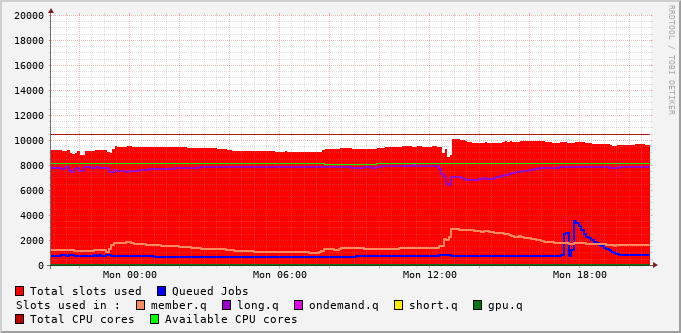 20000
18000
16000
14000
12000
10000
8000
6000
4000
2000
0
Mon 00:00 Mon 06:00 Mon 12:00 Mon 18:00
Total slots used Queued Jobs
Slots used in : member.q long.q ondemand.q short.q gpu.q
Total CPU cores Available CPU cores
RRDTOOL / TOBI OETIKER